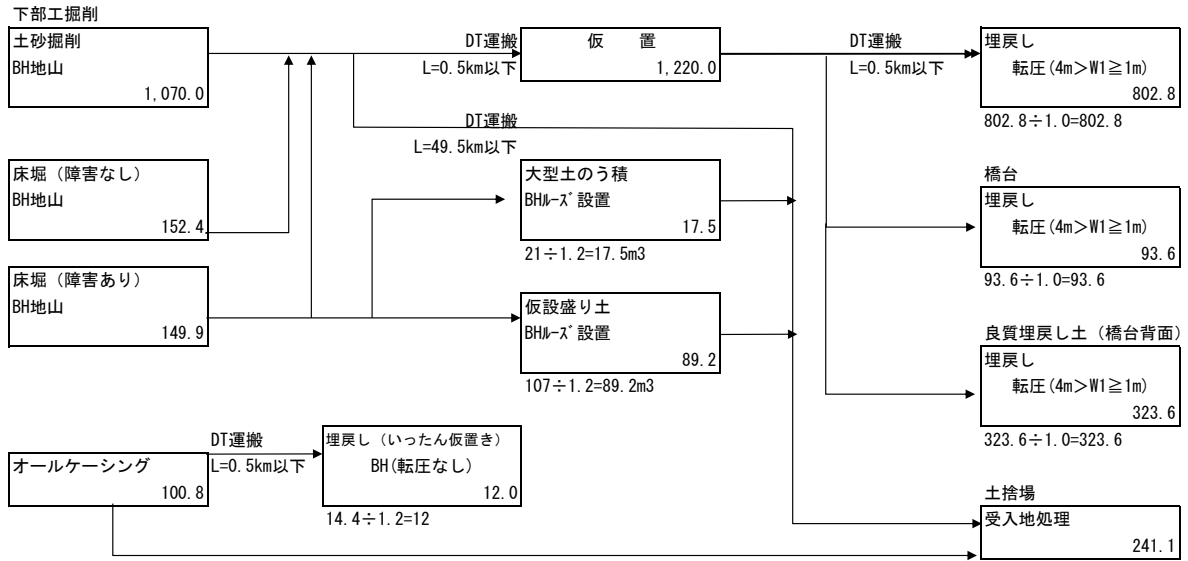 下部工掘削
土砂掘削
BH地山
1,070.0
床堀（障害なし）
BH地山
152.4
床堀（障害あり）
BH地山
149.9
オールケーシング
100.8
DT運搬
L=0.5km以下
埋戻し（いったん仮置き）
BH(転圧なし)
12.0
14.4÷1.2=12
DT運搬
L=0.5km以下
仮　　置
1,220.0
DT運搬
L=49.5km以下
大型土のう積
BHﾙｰｽﾞ設置
17.5
21÷1.2=17.5m3
仮設盛り土
BHﾙｰｽﾞ設置
89.2
107÷1.2=89.2m3
DT運搬
L=0.5km以下
埋戻し
転圧(4m＞W1≧1m)
802.8
802.8÷1.0=802.8
橋台
埋戻し
転圧(4m＞W1≧1m)
93.6
93.6÷1.0=93.6
良質埋戻し土（橋台背面）
埋戻し
転圧(4m＞W1≧1m)
323.6
323.6÷1.0=323.6
土捨場
受入地処理
241.1